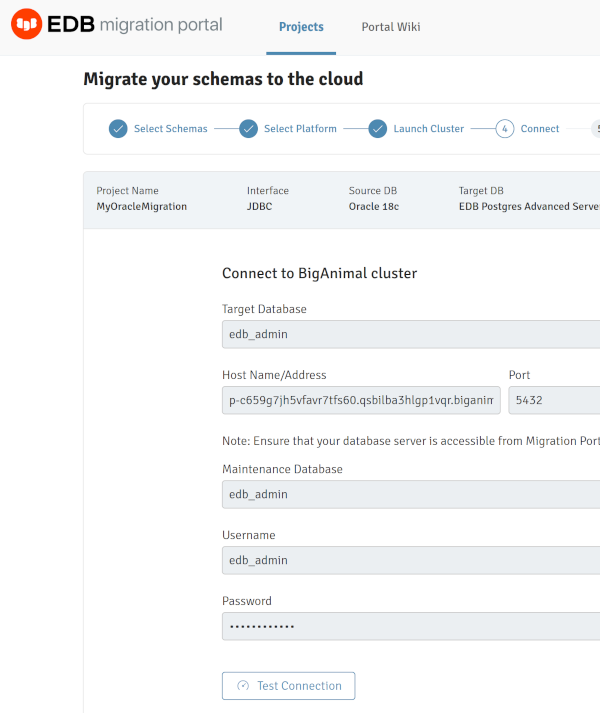 EDB migration portal
Projects Portal Wiki
Migrate your schemas to the cloud
Select Schemas Select Platform Launch Cluster 4 Connect 5
Project Name Interface Source DB Target DB
MyOracleMigration JDBC Oracle 18c EDB Postgres Advanced Serve
Connect to BigAnimal cluster
Target Database
edb_admin
Host Name/Address Port
p-c659g7jh5vfavr7tfs60.qsbilba3hlgp1vqr.biganim 5432
Note: Ensure that your database server is accessible from Migration Port
Maintenance Database
edb_admin
Username
edb_admin
Password
••••••••••••
Test Connection